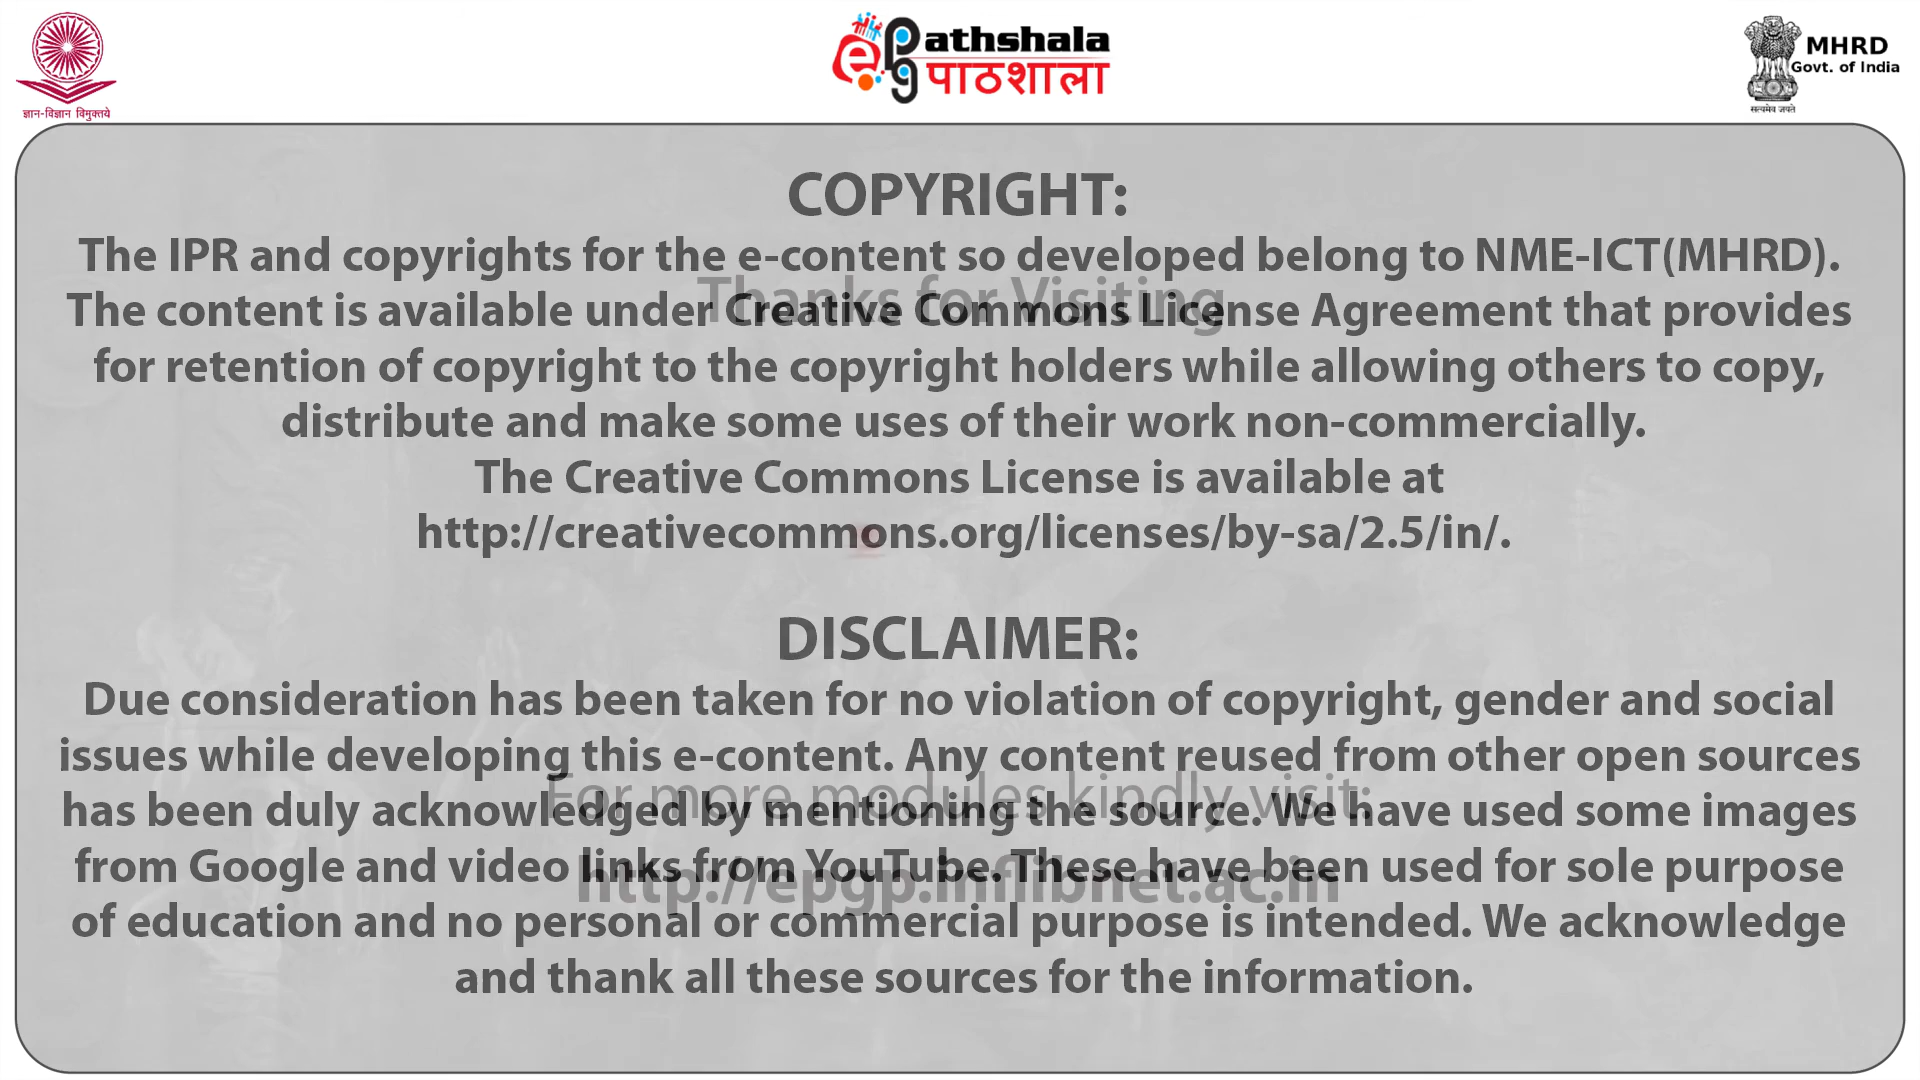 ज्ञान-विज्ञान विमुक्तये
e
pg
Pathshala
पाठशाला
MHRD
Govt. of India
सत्यमेव जयते
COPYRIGHT:
The IPR and copyrights for the e-content so developed belong to NME-ICT(MHRD).
The content is available under Creative Commons License Agreement that provides
for retention of copyright to the copyright holders while allowing others to copy,
distribute and make some uses of their work non-commercially.
The Creative Commons License is available at
http://creativecommons.org/licenses/by-sa/2.5/in/.
Thanks for Visiting
DISCLAIMER:
Due consideration has been taken for no violation of copyright, gender and social
issues while developing this e-content. Any content reused from other open sources
has been duly acknowledged by mentioning the source. We have used some images
from Google and video links from YouTube. These have been used for sole purpose
of education and no personal or commercial purpose is intended. We acknowledge
and thank all these sources for the information.
For more modules kindly visit:
http://epgp.inflibnet.ac.in